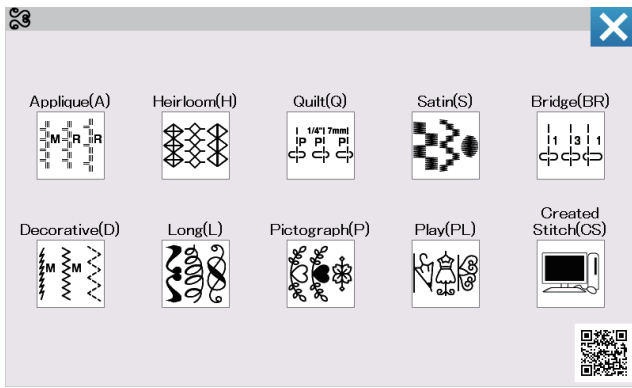 Applique(A) Heirloom(H) Quilt(Q) Satin(S) Bridge(BR)
M R R
1/4" 7mm
P P P
1 3 1
Decorative(D) Long(L) Pictograph(P) Play(PL) Created Stitch(CS)
M M